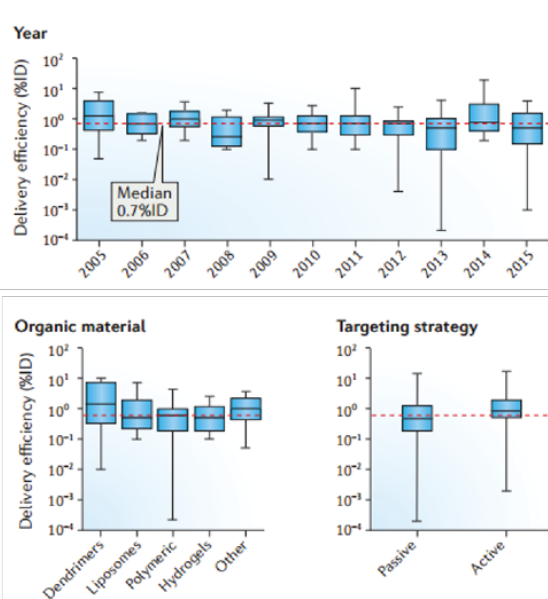 Year
Delivery efficiency (%ID)
10²
10¹
10⁰
10⁻¹
10⁻²
10⁻³
10⁻⁴
Median
0.7%ID
2005
2006
2007
2008
2009
2010
2011
2012
2013
2014
2015
Organic material
Delivery efficiency (%ID)
10²
10¹
10⁰
10⁻¹
10⁻²
10⁻³
10⁻⁴
Dendrimers
Liposomes
Polymeric
Hydrogels
Other
Targeting strategy
10²
10¹
10⁰
10⁻¹
10⁻²
10⁻³
10⁻⁴
Passive
Active